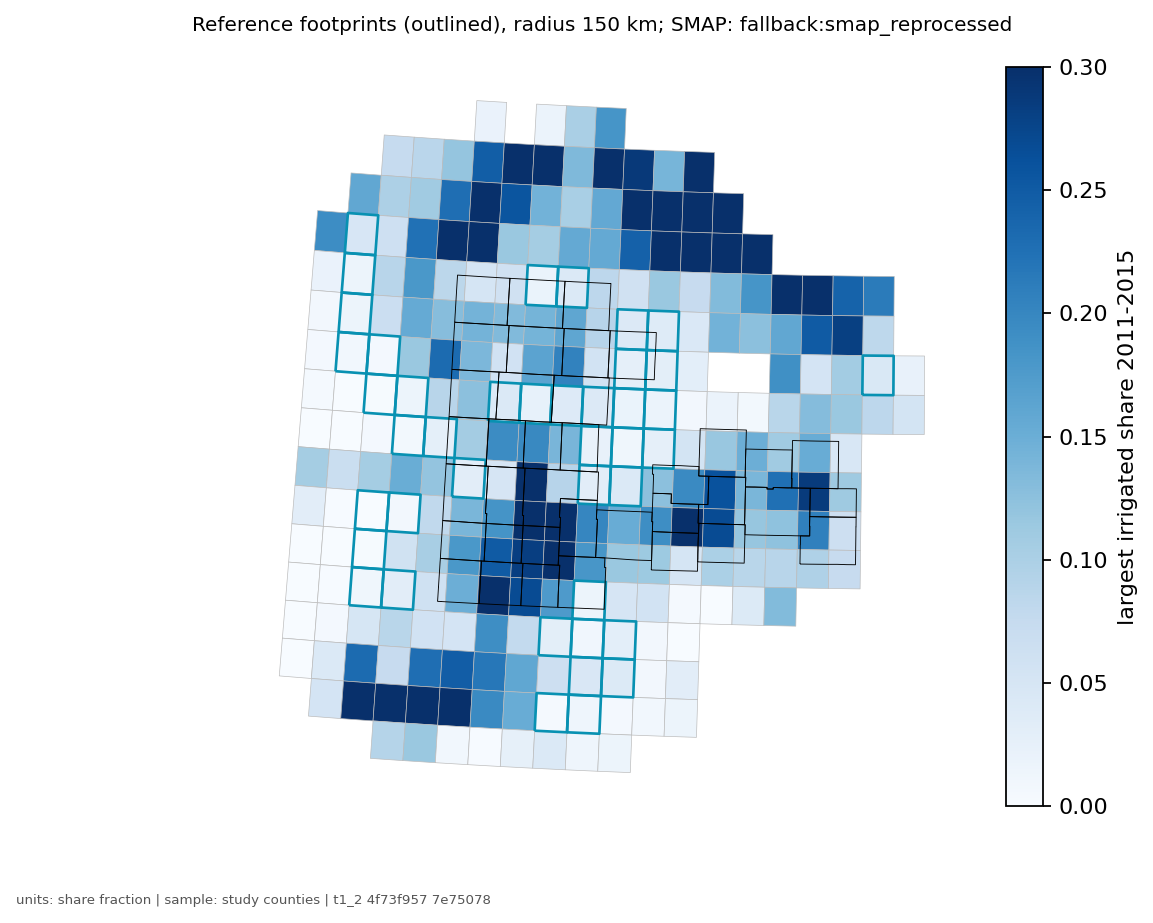 Reference footprints (outlined), radius 150 km; SMAP: fallback:smap_reprocessed
0.30
0.25
0.20
0.15
0.10
0.05
0.00
largest irrigated share 2011-2015
units: share fraction | sample: study counties | t1_2 4f73f957 7e75078